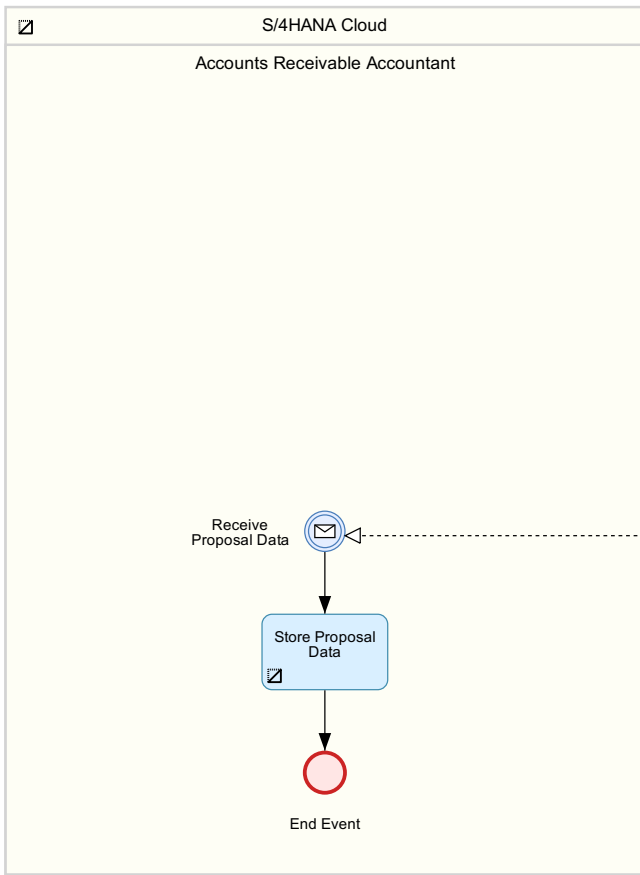 S/4HANA Cloud
Accounts Receivable Accountant
Receive
Proposal Data
Store Proposal
Data
End Event